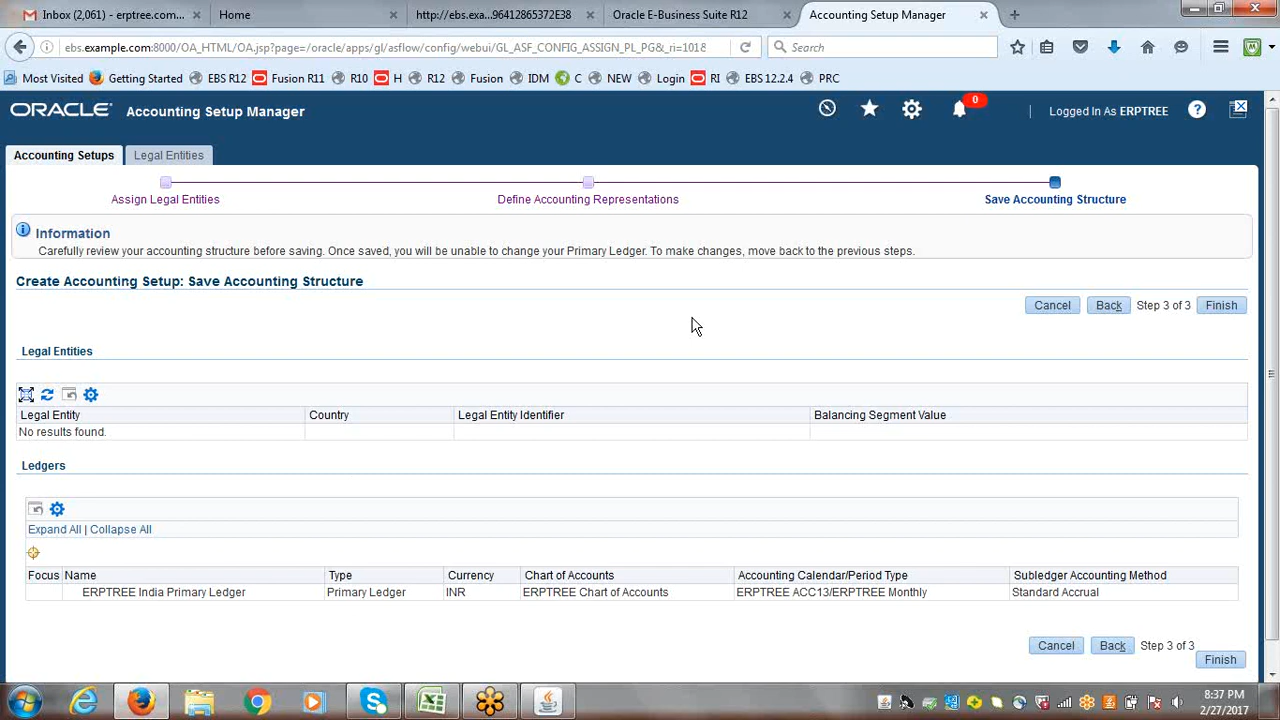 Inbox (2,061) - erptree.com...
Home
http://ebs.exa...96412865372E38
Oracle E-Business Suite R12
Accounting Setup Manager
ebs.example.com:8000/OA_HTML/OA.jsp?page=/oracle/apps/gl/asflow/config/webui/GL_ASF_CONFIG_ASSIGN_PL_PG&_ri=1018
Search
Most Visited Getting Started EBS R12 Fusion R11 R10 H R12 Fusion IDM C NEW Login RI EBS 12.2.4 PRC
ORACLE Accounting Setup Manager
0
Logged In As ERPTREE
Accounting Setups Legal Entities
Assign Legal Entities Define Accounting Representations Save Accounting Structure
Information
Carefully review your accounting structure before saving. Once saved, you will be unable to change your Primary Ledger. To make changes, move back to the previous steps.
Create Accounting Setup: Save Accounting Structure
Cancel Back Step 3 of 3 Finish
Legal Entities
Legal Entity Country Legal Entity Identifier Balancing Segment Value
No results found.
Ledgers
Expand All | Collapse All
Focus Name Type Currency Chart of Accounts Accounting Calendar/Period Type Subledger Accounting Method
ERPTREE India Primary Ledger Primary Ledger INR ERPTREE Chart of Accounts ERPTREE ACC13/ERPTREE Monthly Standard Accrual
Cancel Back Step 3 of 3
Finish
8:37 PM
2/27/2017